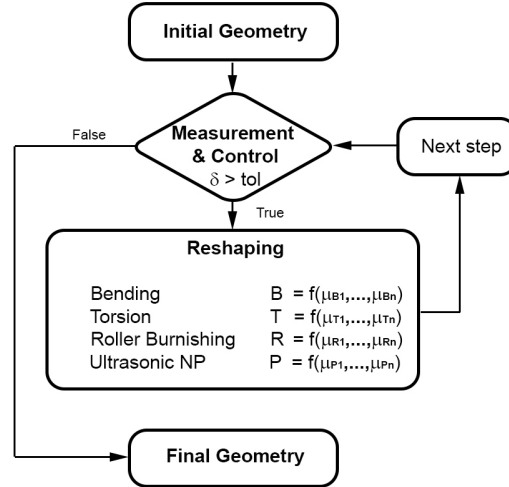 Initial Geometry
False
Measurement
& Control
δ > tol
Next step
True
Reshaping
Bending B = f(μB1,...,μBn)
Torsion T = f(μT1,...,μTn)
Roller Burnishing R = f(μR1,...,μRn)
Ultrasonic NP P = f(μP1,...,μPn)
Final Geometry